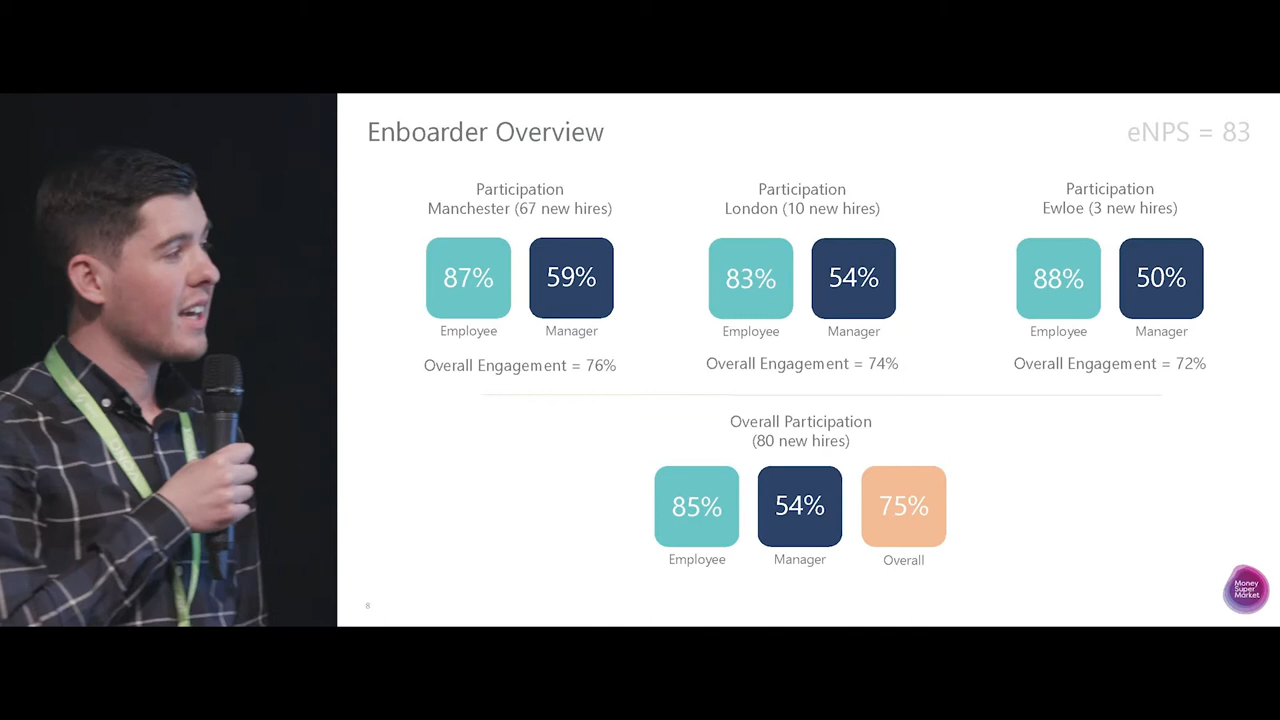 Enboarder Overview
eNPS = 83
Participation
Manchester (67 new hires)
87%
59%
Employee
Manager
Overall Engagement = 76%
Participation
London (10 new hires)
83%
54%
Employee
Manager
Overall Engagement = 74%
Participation
Ewloe (3 new hires)
88%
50%
Employee
Manager
Overall Engagement = 72%
Overall Participation
(80 new hires)
85%
54%
75%
Employee
Manager
Overall
8
Money
Super
Market